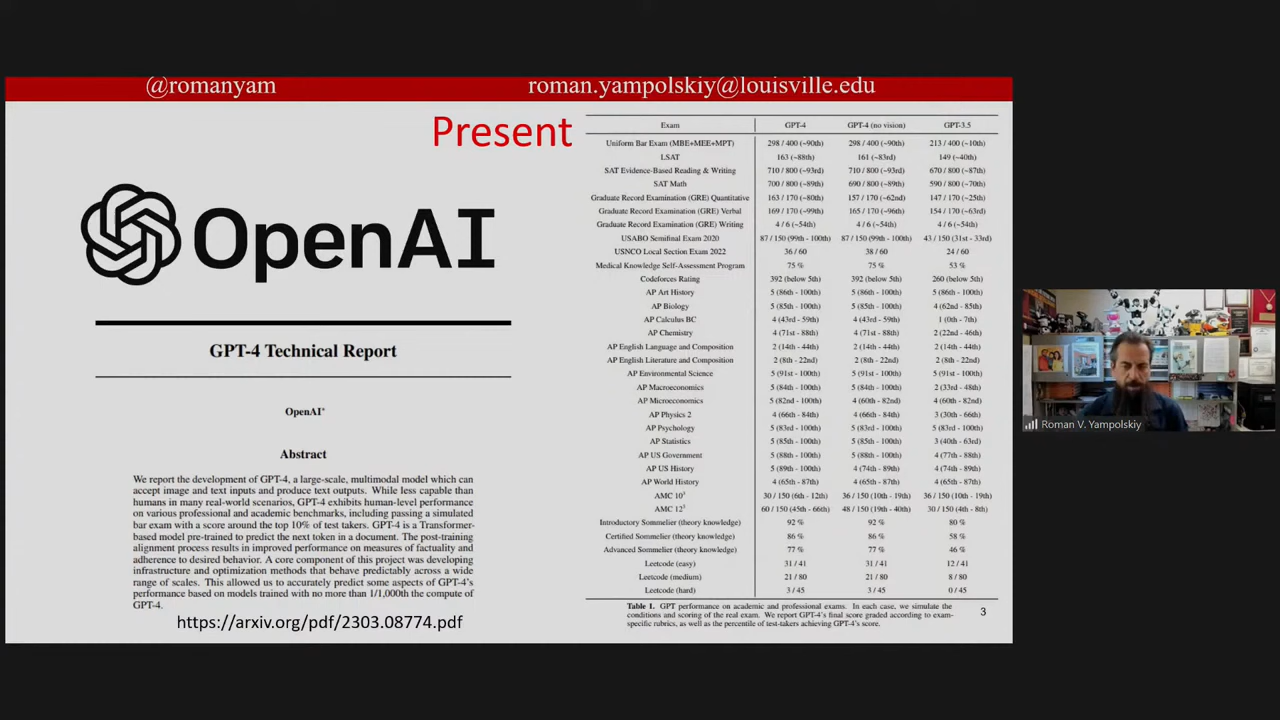 @romanyam roman.yampolskiy@louisville.edu
Present
OpenAI
GPT-4 Technical Report
OpenAI*
Abstract
We report the development of GPT-4, a large-scale, multimodal model which can
accept image and text inputs and produce text outputs. While less capable than
humans in many real-world scenarios, GPT-4 exhibits human-level performance
on various professional and academic benchmarks, including passing a simulated
bar exam with a score around the top 10% of test takers. GPT-4 is a Transformer-
based model pre-trained to predict the next token in a document. The post-training
alignment process results in improved performance on measures of factuality and
adherence to desired behavior. A core component of this project was developing
infrastructure and optimization methods that behave predictably across a wide
range of scales. This allowed us to accurately predict some aspects of GPT-4's
performance based on models trained with no more than 1/1,000th the compute of
GPT-4.
https://arxiv.org/pdf/2303.08774.pdf
Exam GPT-4 GPT-4 (no vision) GPT-3.5
Uniform Bar Exam (MBE+MEE+MPT) 298 / 400 (~90th) 298 / 400 (~90th) 213 / 400 (~10th)
LSAT 163 (~88th) 161 (~83rd) 149 (~40th)
SAT Evidence-Based Reading & Writing 710 / 800 (~93rd) 710 / 800 (~93rd) 670 / 800 (~87th)
SAT Math 700 / 800 (~89th) 690 / 800 (~89th) 590 / 800 (~70th)
Graduate Record Examination (GRE) Quantitative 163 / 170 (~80th) 157 / 170 (~62nd) 147 / 170 (~25th)
Graduate Record Examination (GRE) Verbal 169 / 170 (~99th) 165 / 170 (~96th) 154 / 170 (~63rd)
Graduate Record Examination (GRE) Writing 4 / 6 (~54th) 4 / 6 (~54th) 4 / 6 (~54th)
USABO Semifinal Exam 2020 87 / 150 (99th - 100th) 87 / 150 (99th - 100th) 43 / 150 (31st - 33rd)
USNCO Local Section Exam 2022 36 / 60 38 / 60 24 / 60
Medical Knowledge Self-Assessment Program 75 % 75 % 53 %
Codeforces Rating 392 (below 5th) 392 (below 5th) 260 (below 5th)
AP Art History 5 (86th - 100th) 5 (86th - 100th) 5 (86th - 100th)
AP Biology 5 (85th - 100th) 5 (85th - 100th) 4 (62nd - 85th)
AP Calculus BC 4 (43rd - 59th) 4 (43rd - 59th) 1 (0th - 7th)
AP Chemistry 4 (71st - 88th) 4 (71st - 88th) 2 (22nd - 46th)
AP English Language and Composition 2 (14th - 44th) 2 (14th - 44th) 2 (14th - 44th)
AP English Literature and Composition 2 (8th - 22nd) 2 (8th - 22nd) 2 (8th - 22nd)
AP Environmental Science 5 (91st - 100th) 5 (91st - 100th) 5 (91st - 100th)
AP Macroeconomics 5 (84th - 100th) 5 (84th - 100th) 2 (33rd - 48th)
AP Microeconomics 5 (82nd - 100th) 4 (60th - 82nd) 4 (60th - 82nd)
AP Physics 2 4 (66th - 84th) 4 (66th - 84th) 3 (30th - 66th)
AP Psychology 5 (83rd - 100th) 5 (83rd - 100th) 5 (83rd - 100th)
AP Statistics 5 (85th - 100th) 5 (85th - 100th) 3 (40th - 63rd)
AP US Government 5 (88th - 100th) 5 (88th - 100th) 4 (77th - 88th)
AP US History 5 (89th - 100th) 4 (74th - 89th) 4 (74th - 89th)
AP World History 4 (65th - 87th) 4 (65th - 87th) 4 (65th - 87th)
AMC 10³ 30 / 150 (6th - 12th) 36 / 150 (10th - 19th) 36 / 150 (10th - 19th)
AMC 12³ 60 / 150 (45th - 66th) 48 / 150 (19th - 40th) 30 / 150 (4th - 8th)
Introductory Sommelier (theory knowledge) 92 % 92 % 80 %
Certified Sommelier (theory knowledge) 86 % 86 % 58 %
Advanced Sommelier (theory knowledge) 77 % 77 % 46 %
Leetcode (easy) 31 / 41 31 / 41 12 / 41
Leetcode (medium) 21 / 80 21 / 80 8 / 80
Leetcode (hard) 3 / 45 3 / 45 0 / 45
Table 1. GPT performance on academic and professional exams. In each case, we simulate the
conditions and scoring of the real exam. We report GPT-4's final score graded according to exam-
specific rubrics, as well as the percentile of test-takers achieving GPT-4's score.
3
Roman V. Yampolskiy